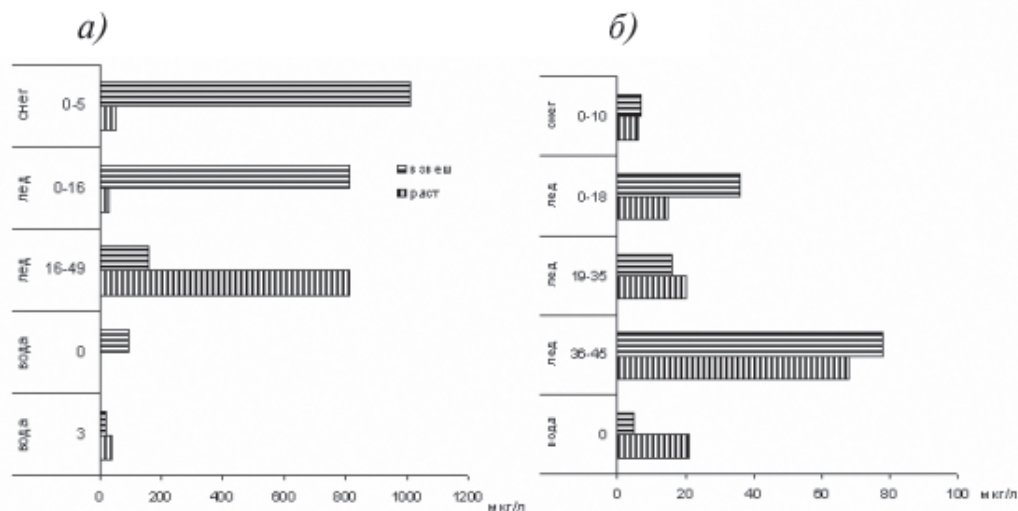 а)
снег 0-5
лед 0-16
лед 16-49
вода 0
вода 3
0 200 400 600 800 1000 1200
мкг/л
взвеш
раст
б)
снег 0-10
лед 0-18
лед 19-35
лед 36-45
вода 0
0 20 40 60 80 100
мкг/л